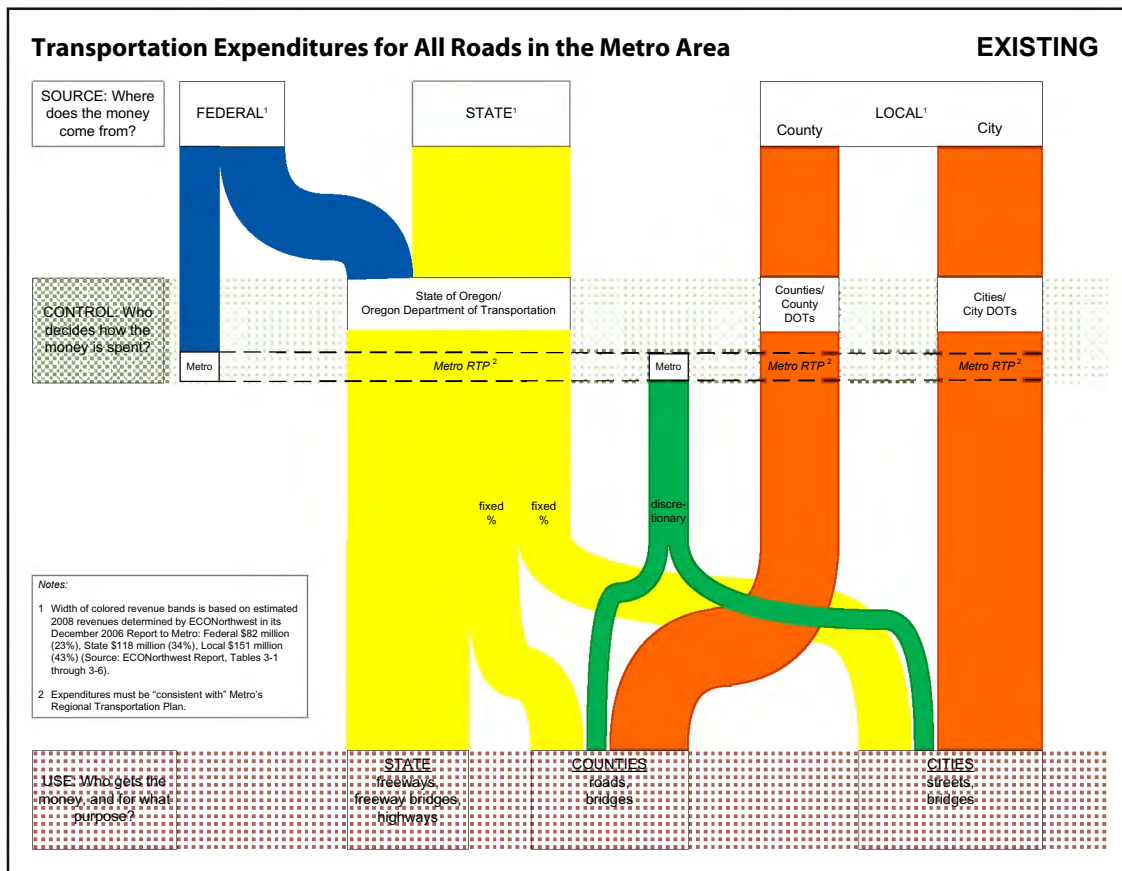 Transportation Expenditures for All Roads in the Metro Area
EXISTING
SOURCE: Where
does the money
come from?
FEDERAL¹
STATE¹
LOCAL¹
County
City
CONTROL: Who
decides how the
money is spent?
State of Oregon/
Oregon Department of Transportation
Counties/
County
DOTs
Cities/
City DOTs
Metro
Metro RTP ²
Metro
Metro RTP ²
Metro RTP ²
fixed
%
fixed
%
discre-
tionary
Notes:
1 Width of colored revenue bands is based on estimated
2008 revenues determined by ECONorthwest in its
December 2006 Report to Metro: Federal $82 million
(23%), State $118 million (34%), Local $151 million
(43%) (Source: ECONorthwest Report, Tables 3-1
through 3-6).
2 Expenditures must be “consistent with” Metro’s
Regional Transportation Plan.
USE: Who gets the
money, and for what
purpose?
STATE
freeways,
freeway bridges,
highways
COUNTIES
roads,
bridges
CITIES
streets,
bridges